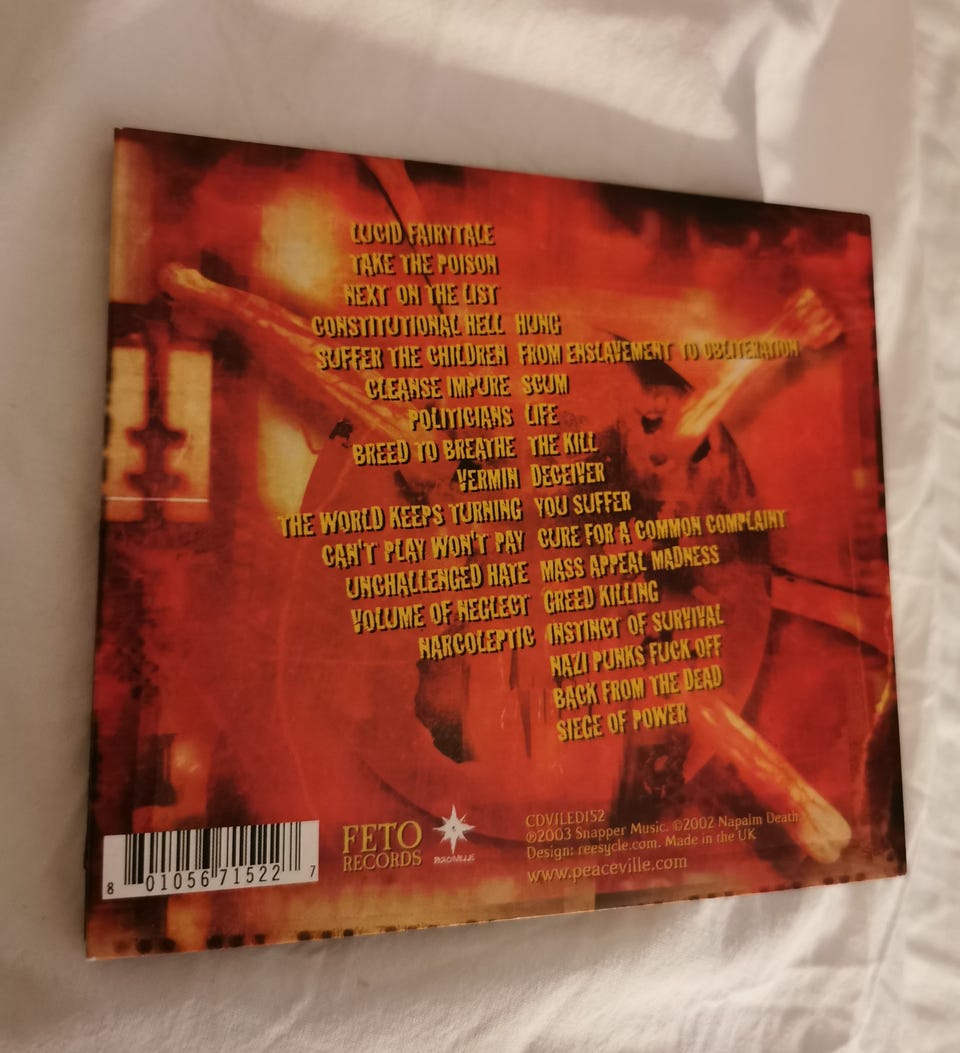 LUCID FAIRYTALE
TAKE THE POISON
NEXT ON THE LIST
CONSTITUTIONAL HELL
SUFFER THE CHILDREN
CLEANSE IMPURE
POLITICIANS
BREED TO BREATHE
VERMIN
THE WORLD KEEPS TURNING
CAN'T PLAY WON'T PAY
UNCHALLENGED HATE
VOLUME OF NEGLECT
NARCOLEPTIC
HUNG
FROM ENSLAVEMENT TO OBLITERATION
SCUM
LIFE
THE KILL
DECEIVER
YOU SUFFER
CURE FOR A COMMON COMPLAINT
MASS APPEAL MADNESS
GREED KILLING
INSTINCT OF SURVIVAL
NAZI PUNKS FUCK OFF
BACK FROM THE DEAD
SIEGE OF POWER
8 01056 71522 7
FETO
RECORDS
PEACEVILLE
CDVILED152
℗2003 Snapper Music. ©2002 Napalm Death
Design: reesycle.com. Made in the UK
www.peaceville.com